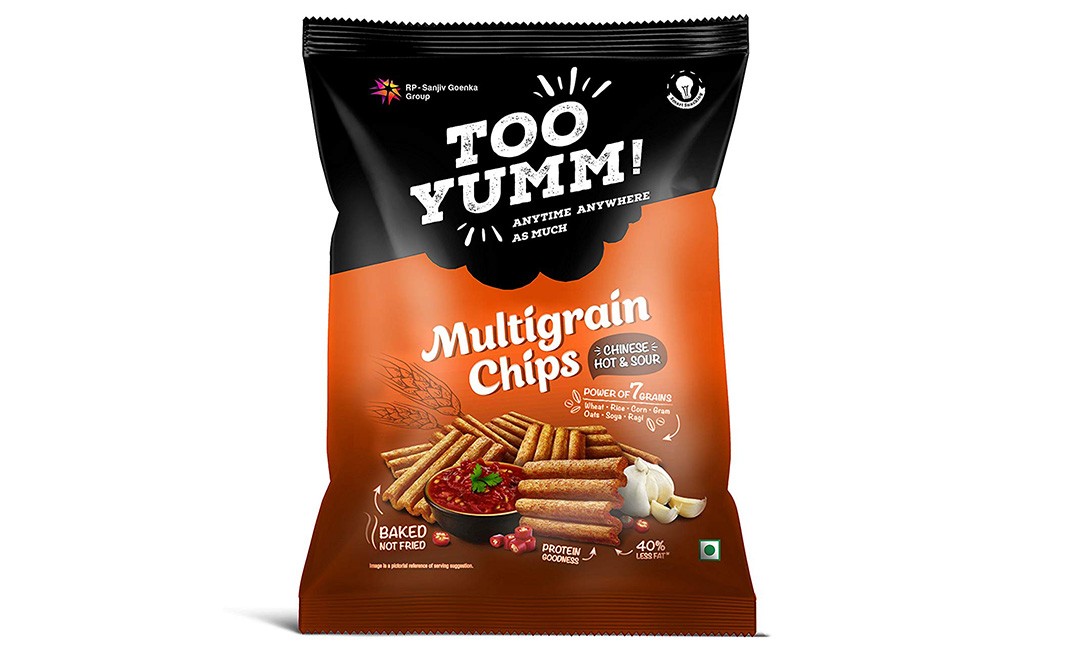 RP - Sanjiv Goenka
Group
Smart Snacking
TOO
YUMM!
ANYTIME ANYWHERE
AS MUCH
Multigrain
Chips
CHINESE
HOT & SOUR
POWER OF 7 GRAINS
Wheat • Rice • Corn • Gram
Oats • Soya • Ragi
BAKED
NOT FRIED
PROTEIN
GOODNESS
40%
LESS FAT*
Image is a pictorial reference of serving suggestion.